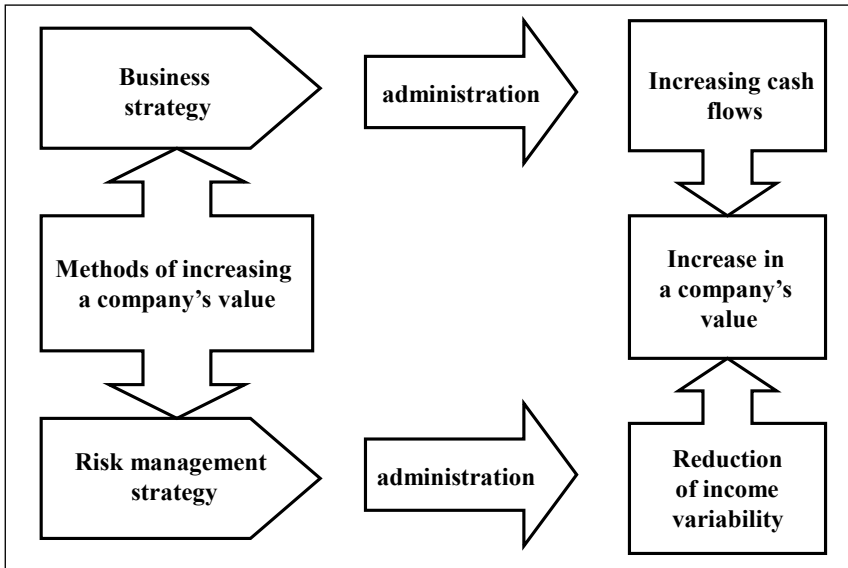 Business
strategy
administration
Increasing cash
flows
Methods of increasing
a company’s value
Increase in
a company’s
value
Risk management
strategy
administration
Reduction
of income
variability